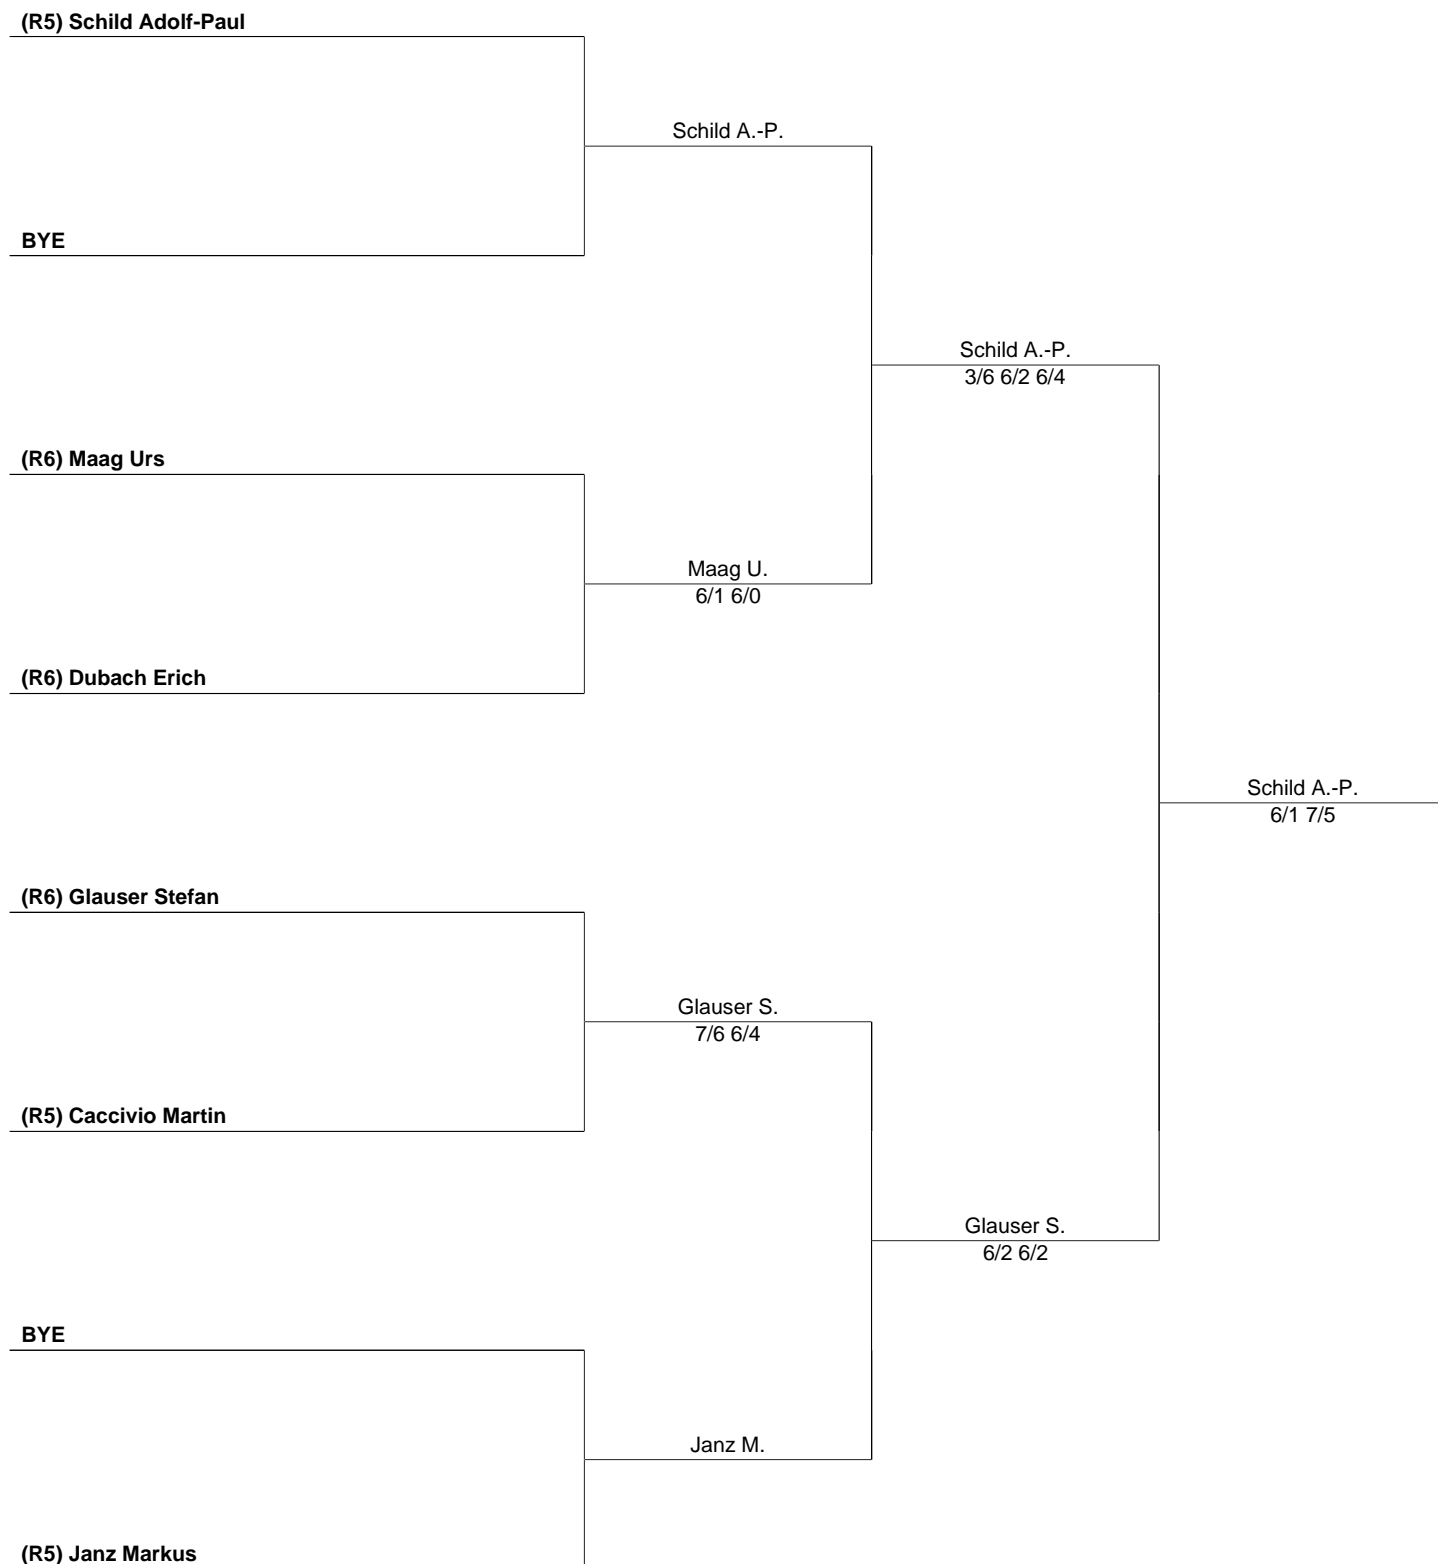 (R5) Schild Adolf-Paul
Schild A.-P.
BYE
Schild A.-P.
3/6 6/2 6/4
(R6) Maag Urs
Maag U.
6/1 6/0
(R6) Dubach Erich
Schild A.-P.
6/1 7/5
(R6) Glauser Stefan
Glauser S.
7/6 6/4
(R5) Caccivio Martin
Glauser S.
6/2 6/2
BYE
Janz M.
(R5) Janz Markus